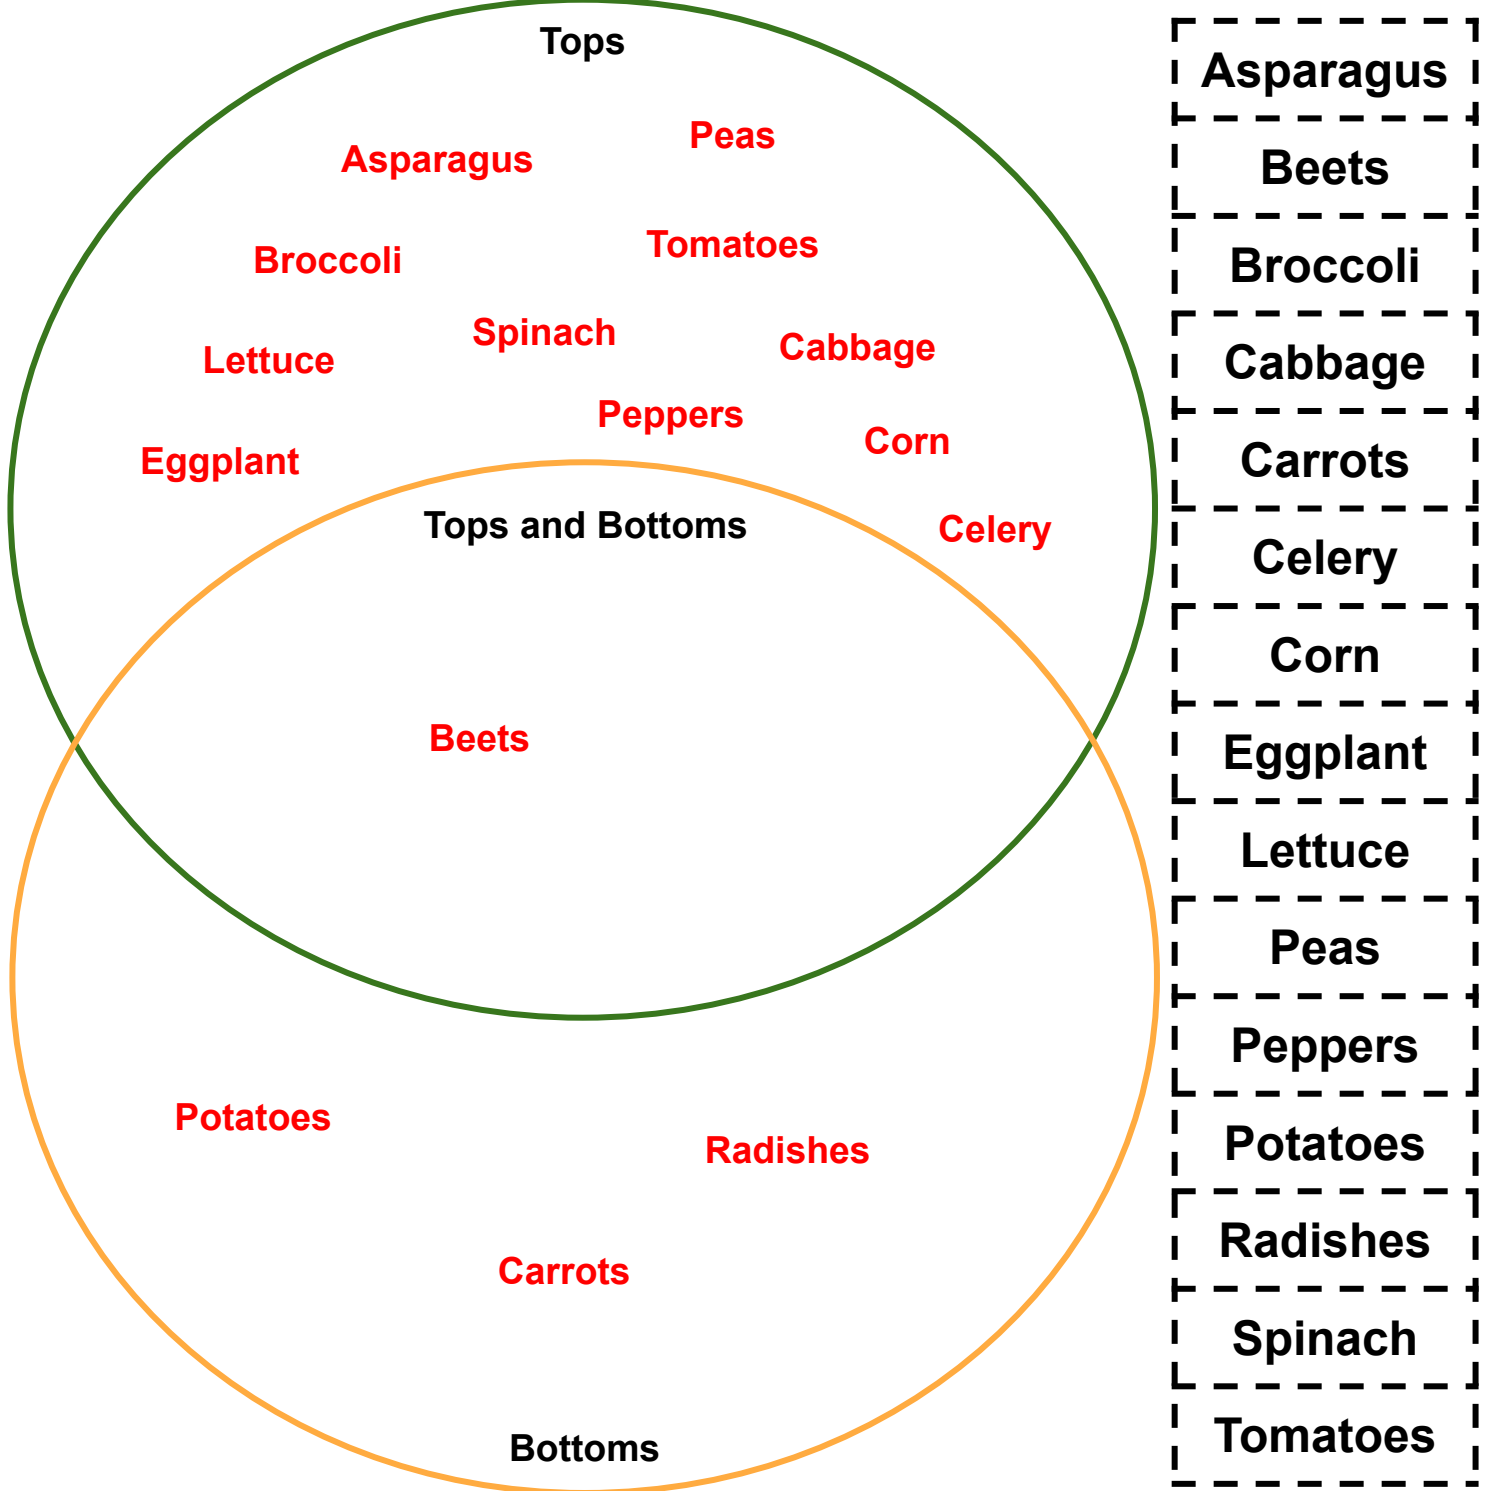 Tops
Peas
Asparagus
Tomatoes
Broccoli
Spinach
Cabbage
Lettuce
Peppers
Corn
Eggplant
Tops and Bottoms
Celery
Beets
Potatoes
Radishes
Carrots
Bottoms
Asparagus
Beets
Broccoli
Cabbage
Carrots
Celery
Corn
Eggplant
Lettuce
Peas
Peppers
Potatoes
Radishes
Spinach
Tomatoes